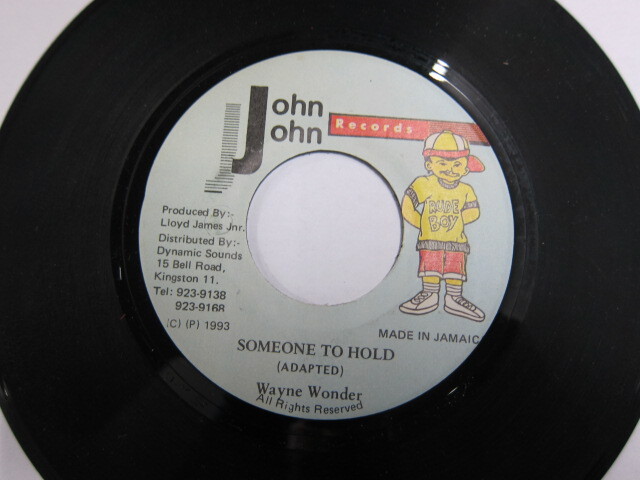 John
John
Records
RUDE
BOY
Produced By:-
Lloyd James Jnr.
Distributed By:-
Dynamic Sounds
15 Bell Road,
Kingston 11.
Tel: 923-9138
923-9168
(C) (P) 1993
MADE IN JAMAIC
SOMEONE TO HOLD
(ADAPTED)
Wayne Wonder
All Rights Reserved